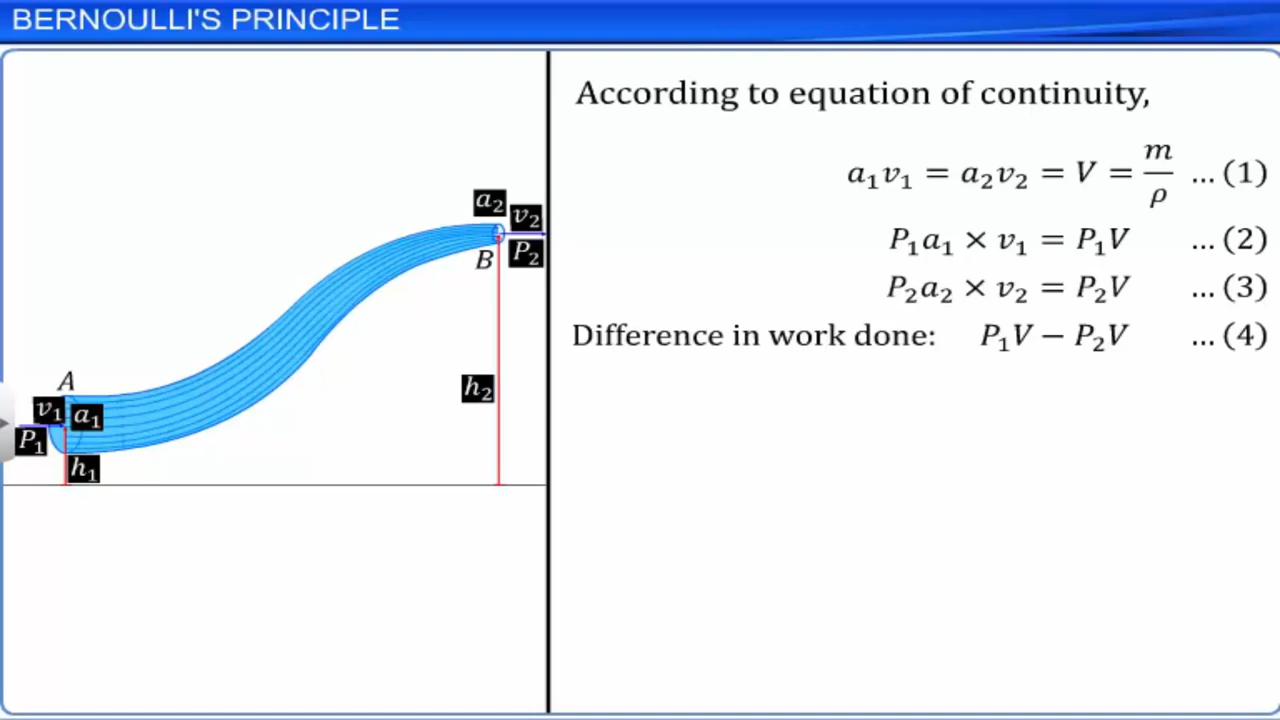 BERNOULLI'S PRINCIPLE
According to equation of continuity,
a₁v₁ = a₂v₂ = V = m/ρ ... (1)
P₁a₁ × v₁ = P₁V ... (2)
P₂a₂ × v₂ = P₂V ... (3)
Difference in work done: P₁V − P₂V ... (4)
a₂
v₂
B P₂
h₂
A
v₁ a₁
P₁
h₁